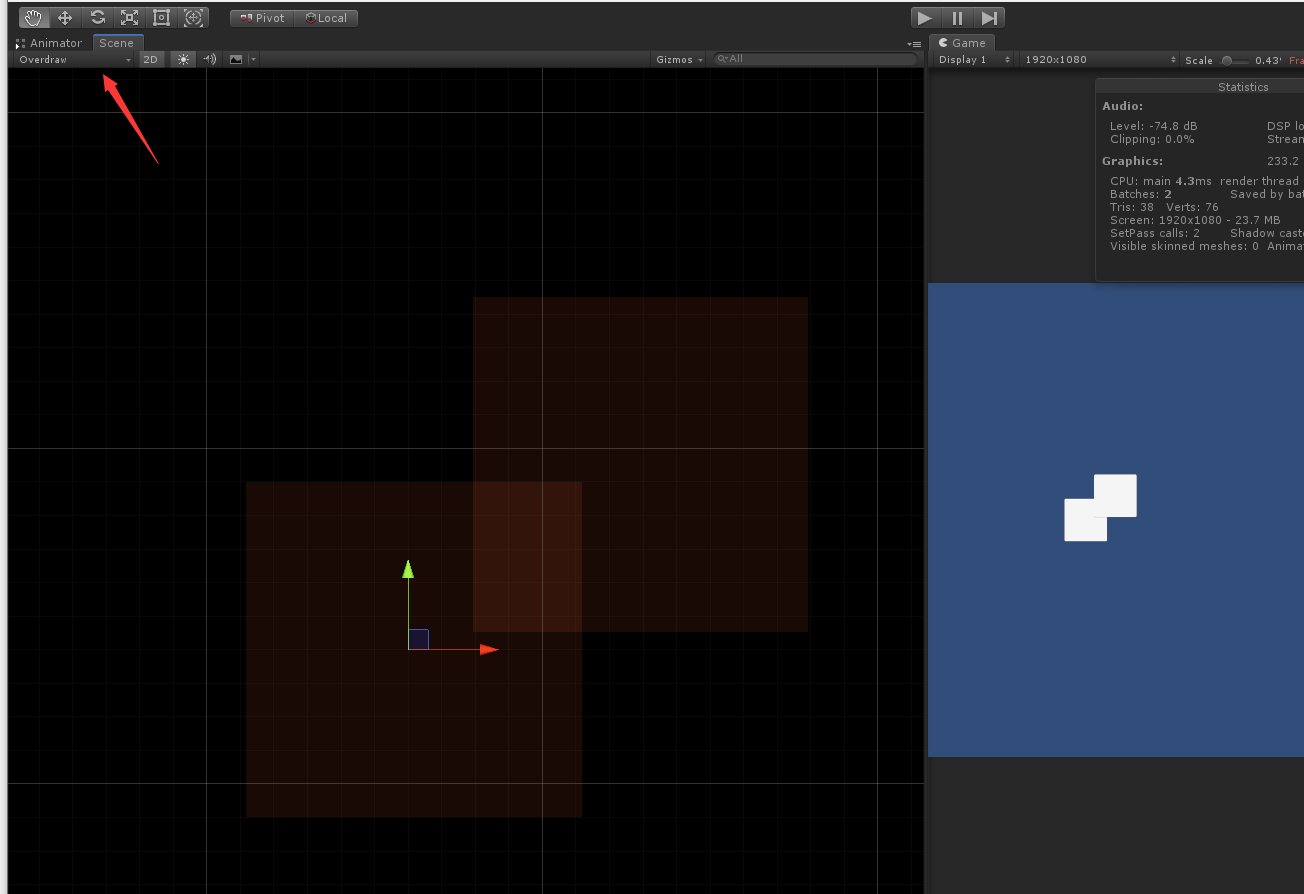 Pivot Local
Animator Scene
Overdraw 2D Gizmos All
Game
Display 1 1920x1080 Scale 0.43
Statistics
Audio:
Level: -74.8 dB DSP lo
Clipping: 0.0% Strean
Graphics: 233.2
CPU: main 4.3ms render thread
Batches: 2 Saved by bat
Tris: 38 Verts: 76
Screen: 1920x1080 - 23.7 MB
SetPass calls: 2 Shadow caste
Visible skinned meshes: 0 Animat